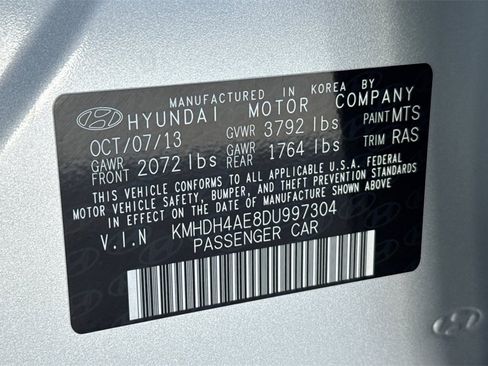 MANUFACTURED IN KOREA BY
HYUNDAI MOTOR COMPANY
OCT/07/13 GVWR 3792 lbs PAINT MTS
GAWR FRONT 2072 lbs GAWR REAR 1764 lbs TRIM RAS
THIS VEHICLE CONFORMS TO ALL APPLICABLE U.S.A. FEDERAL
MOTOR VEHICLE SAFETY, BUMPER, AND THEFT PREVENTION STANDARDS
IN EFFECT ON THE DATE OF MANUFACTURE SHOWN ABOVE.
V.I.N KMHDH4AE8DU997304
PASSENGER CAR